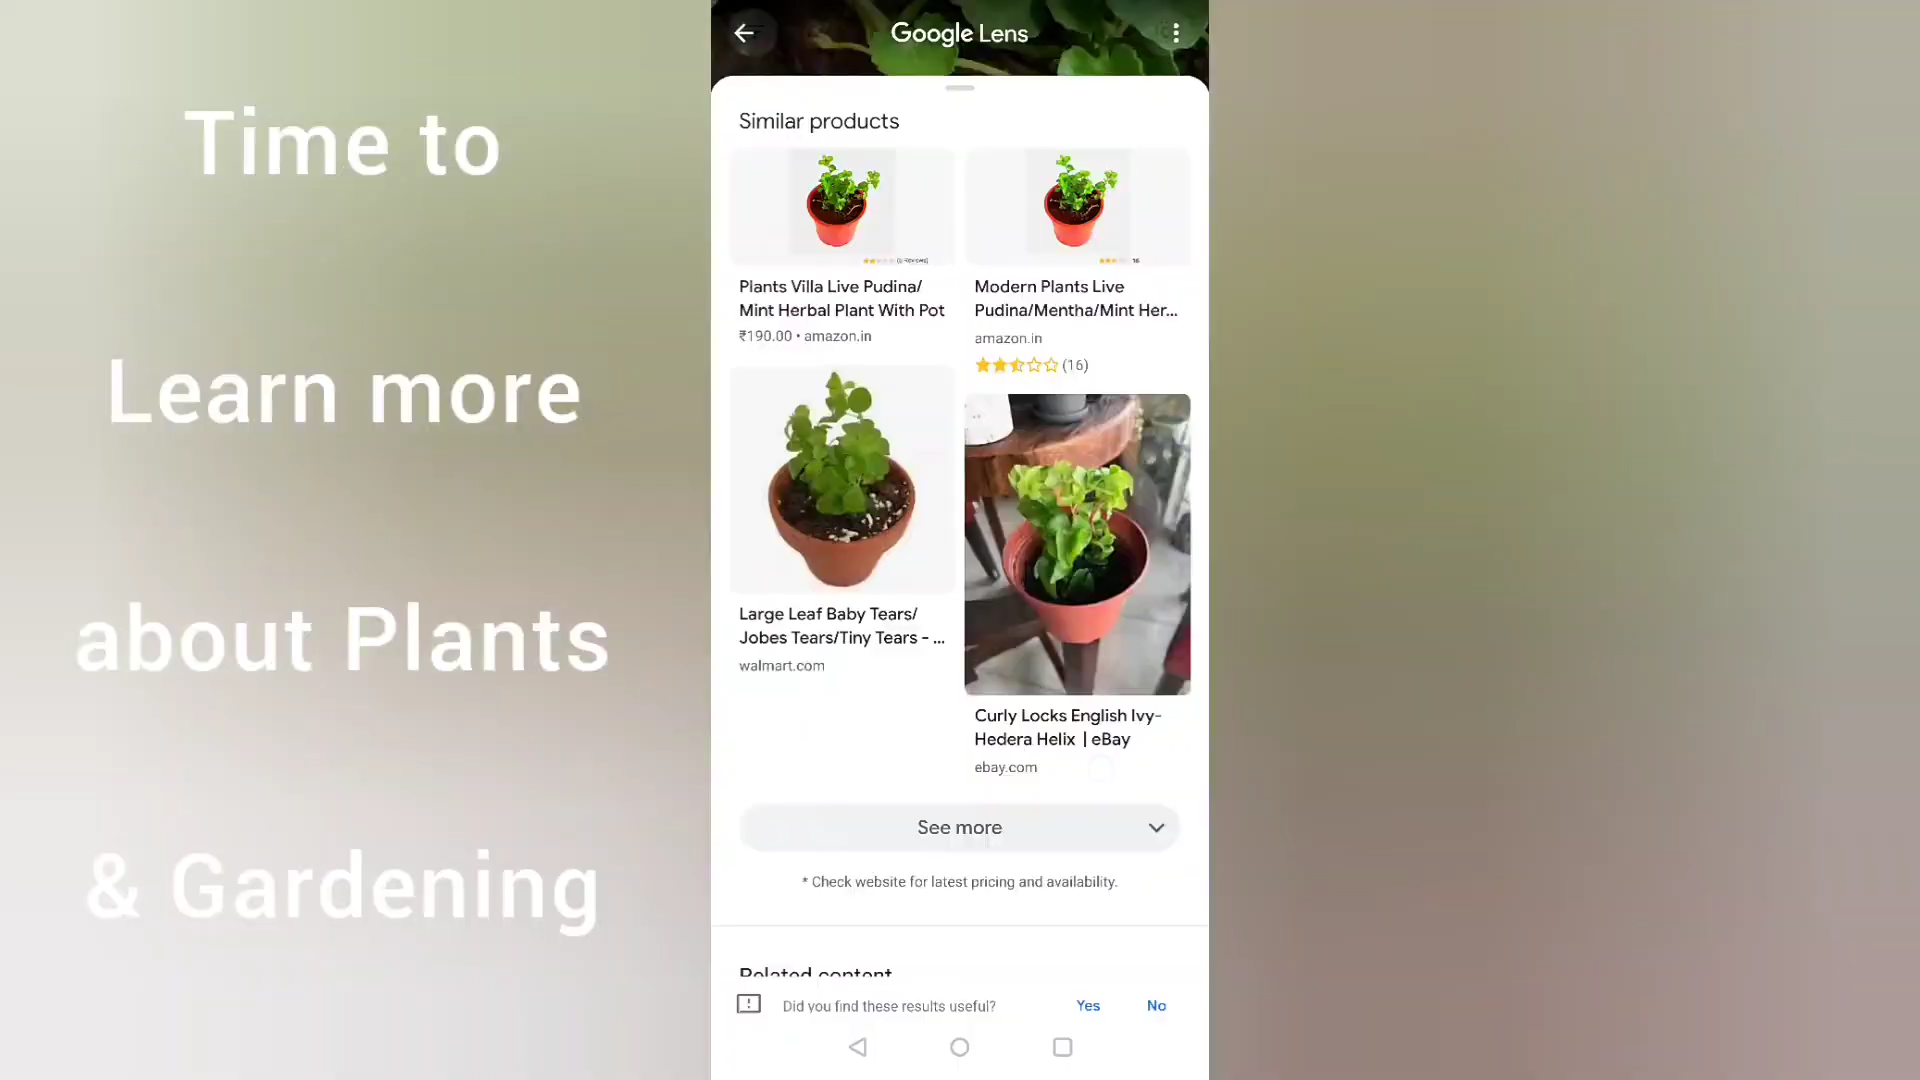 Time to
Learn more
about Plants
& Gardening
Google Lens
Similar products
Plants Villa Live Pudina/
Mint Herbal Plant With Pot
₹190.00 • amazon.in
Modern Plants Live
Pudina/Mentha/Mint Her...
amazon.in
(16)
Large Leaf Baby Tears/
Jobes Tears/Tiny Tears - ...
walmart.com
Curly Locks English Ivy-
Hedera Helix | eBay
ebay.com
See more
* Check website for latest pricing and availability.
Related content
Did you find these results useful?
Yes
No